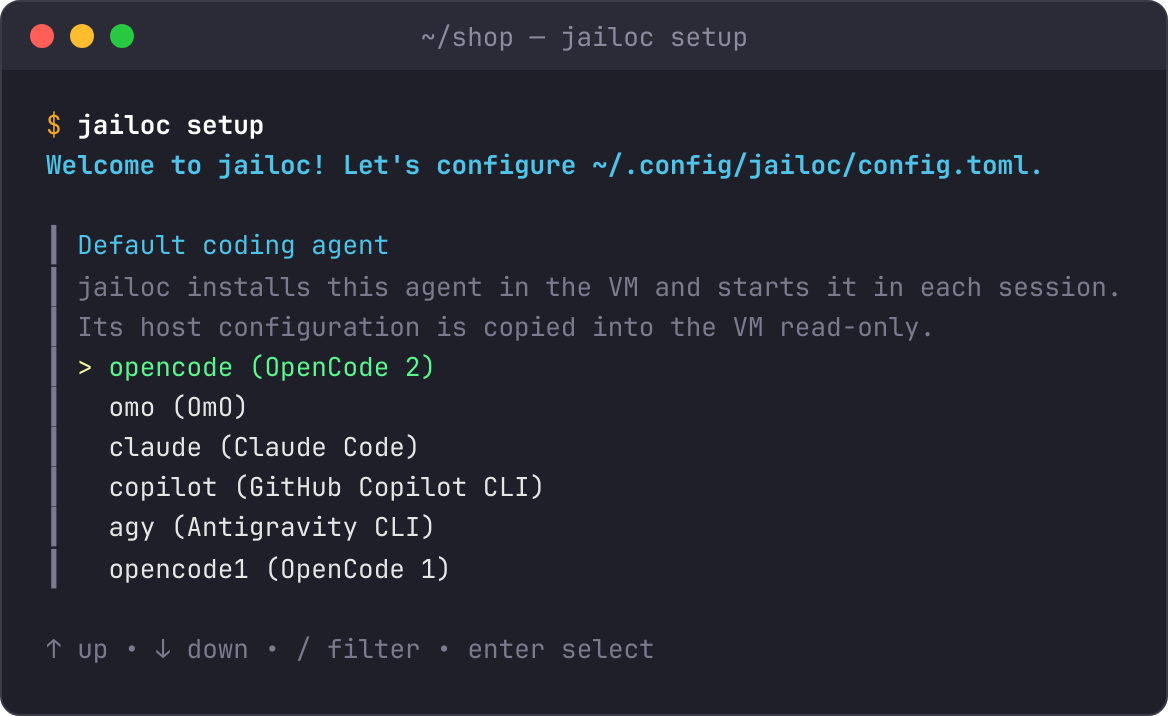 ~/shop — jailoc setup
$ jailoc setup
Welcome to jailoc! Let's configure ~/.config/jailoc/config.toml.
Default coding agent
jailoc installs this agent in the VM and starts it in each session.
Its host configuration is copied into the VM read-only.
> opencode (OpenCode 2)
omo (OmO)
claude (Claude Code)
copilot (GitHub Copilot CLI)
agy (Antigravity CLI)
opencode1 (OpenCode 1)
↑ up • ↓ down • / filter • enter select